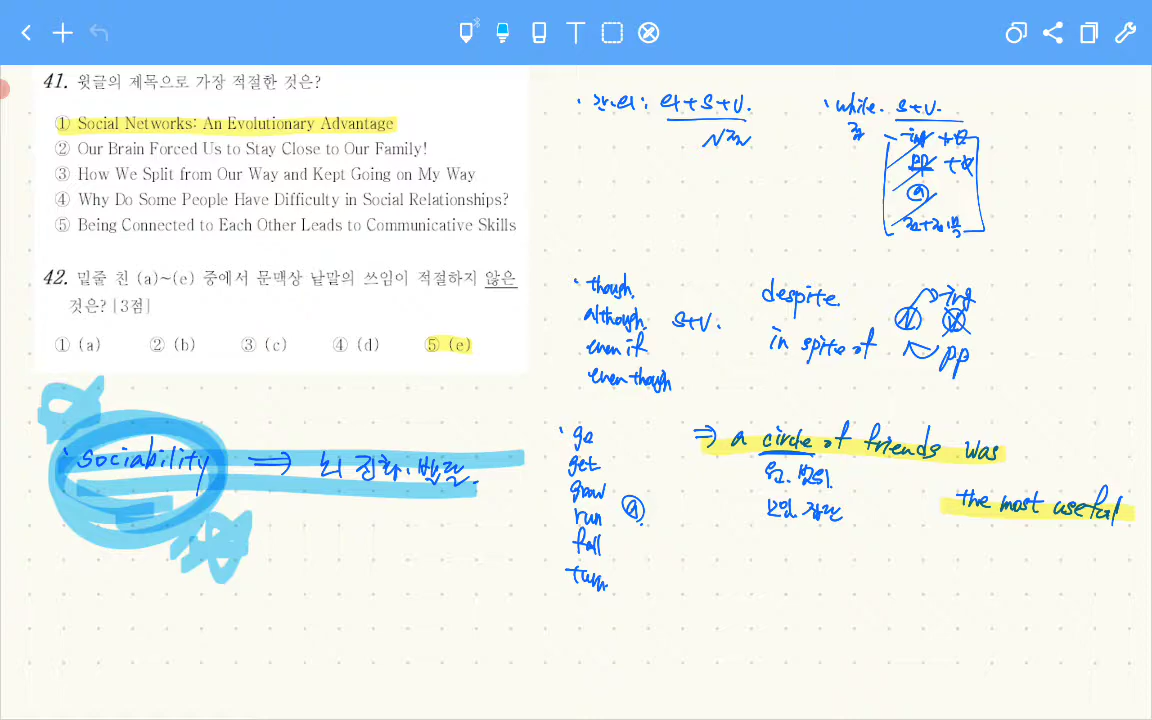 41. 윗글의 제목으로 가장 적절한 것은?
① Social Networks: An Evolutionary Advantage
② Our Brain Forced Us to Stay Close to Our Family!
③ How We Split from Our Way and Kept Going on My Way
④ Why Do Some People Have Difficulty in Social Relationships?
⑤ Being Connected to Each Other Leads to Communicative Skills
42. 밑줄 친 (a)~(e) 중에서 문맥상 낱말의 쓰임이 적절하지 않은
것은? [3점]
① (a) ② (b) ③ (c) ④ (d) ⑤ (e)
· sociability ⇒ 뇌 진화·발달.
while. S+V.
-ing
pp
ⓐ
· though
although
even if
even though
S+V.
despite
in spite of
Ⓝ
-ing
pp
· go
get
grow
run
fall
turn
ⓐ
⇒ a circle of friends was
the most useful